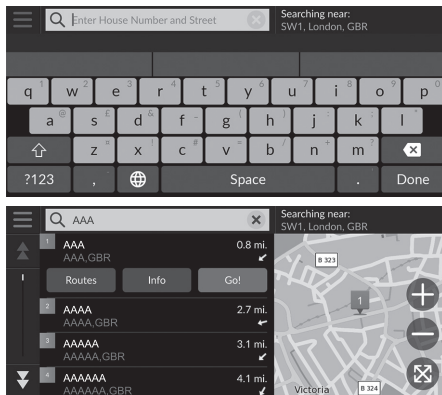 Enter House Number and Street
Searching near:
SW1, London, GBR
q 1 w 2 e 3 r 4 t 5 y 6 u 7 i 8 o 9 p 0
a @ s £ d & f - g ( h ) j : k ; l
z x ! c # v = b / n + m ?
?123 , Space . Done
AAA
Searching near:
SW1, London, GBR
1 AAA 0.8 mi.
AAA,GBR
Routes Info Go!
2 AAAA 2.7 mi.
AAAA,GBR
3 AAAAA 3.1 mi.
AAAAA,GBR
4 AAAAAA 4.1 mi.
AAAAAA,GBR
B 323
1
Victoria
B 324